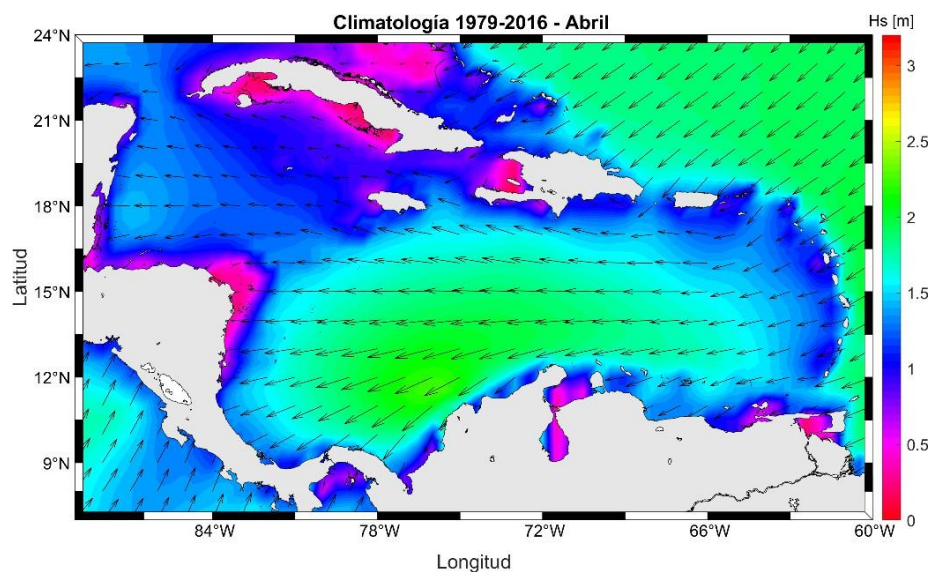 Climatología 1979-2016 - Abril
Hs [m]
24°N
21°N
18°N
15°N
12°N
9°N
Latitud
84°W
78°W
72°W
66°W
60°W
Longitud
3
2.5
2
1.5
1
0.5
0